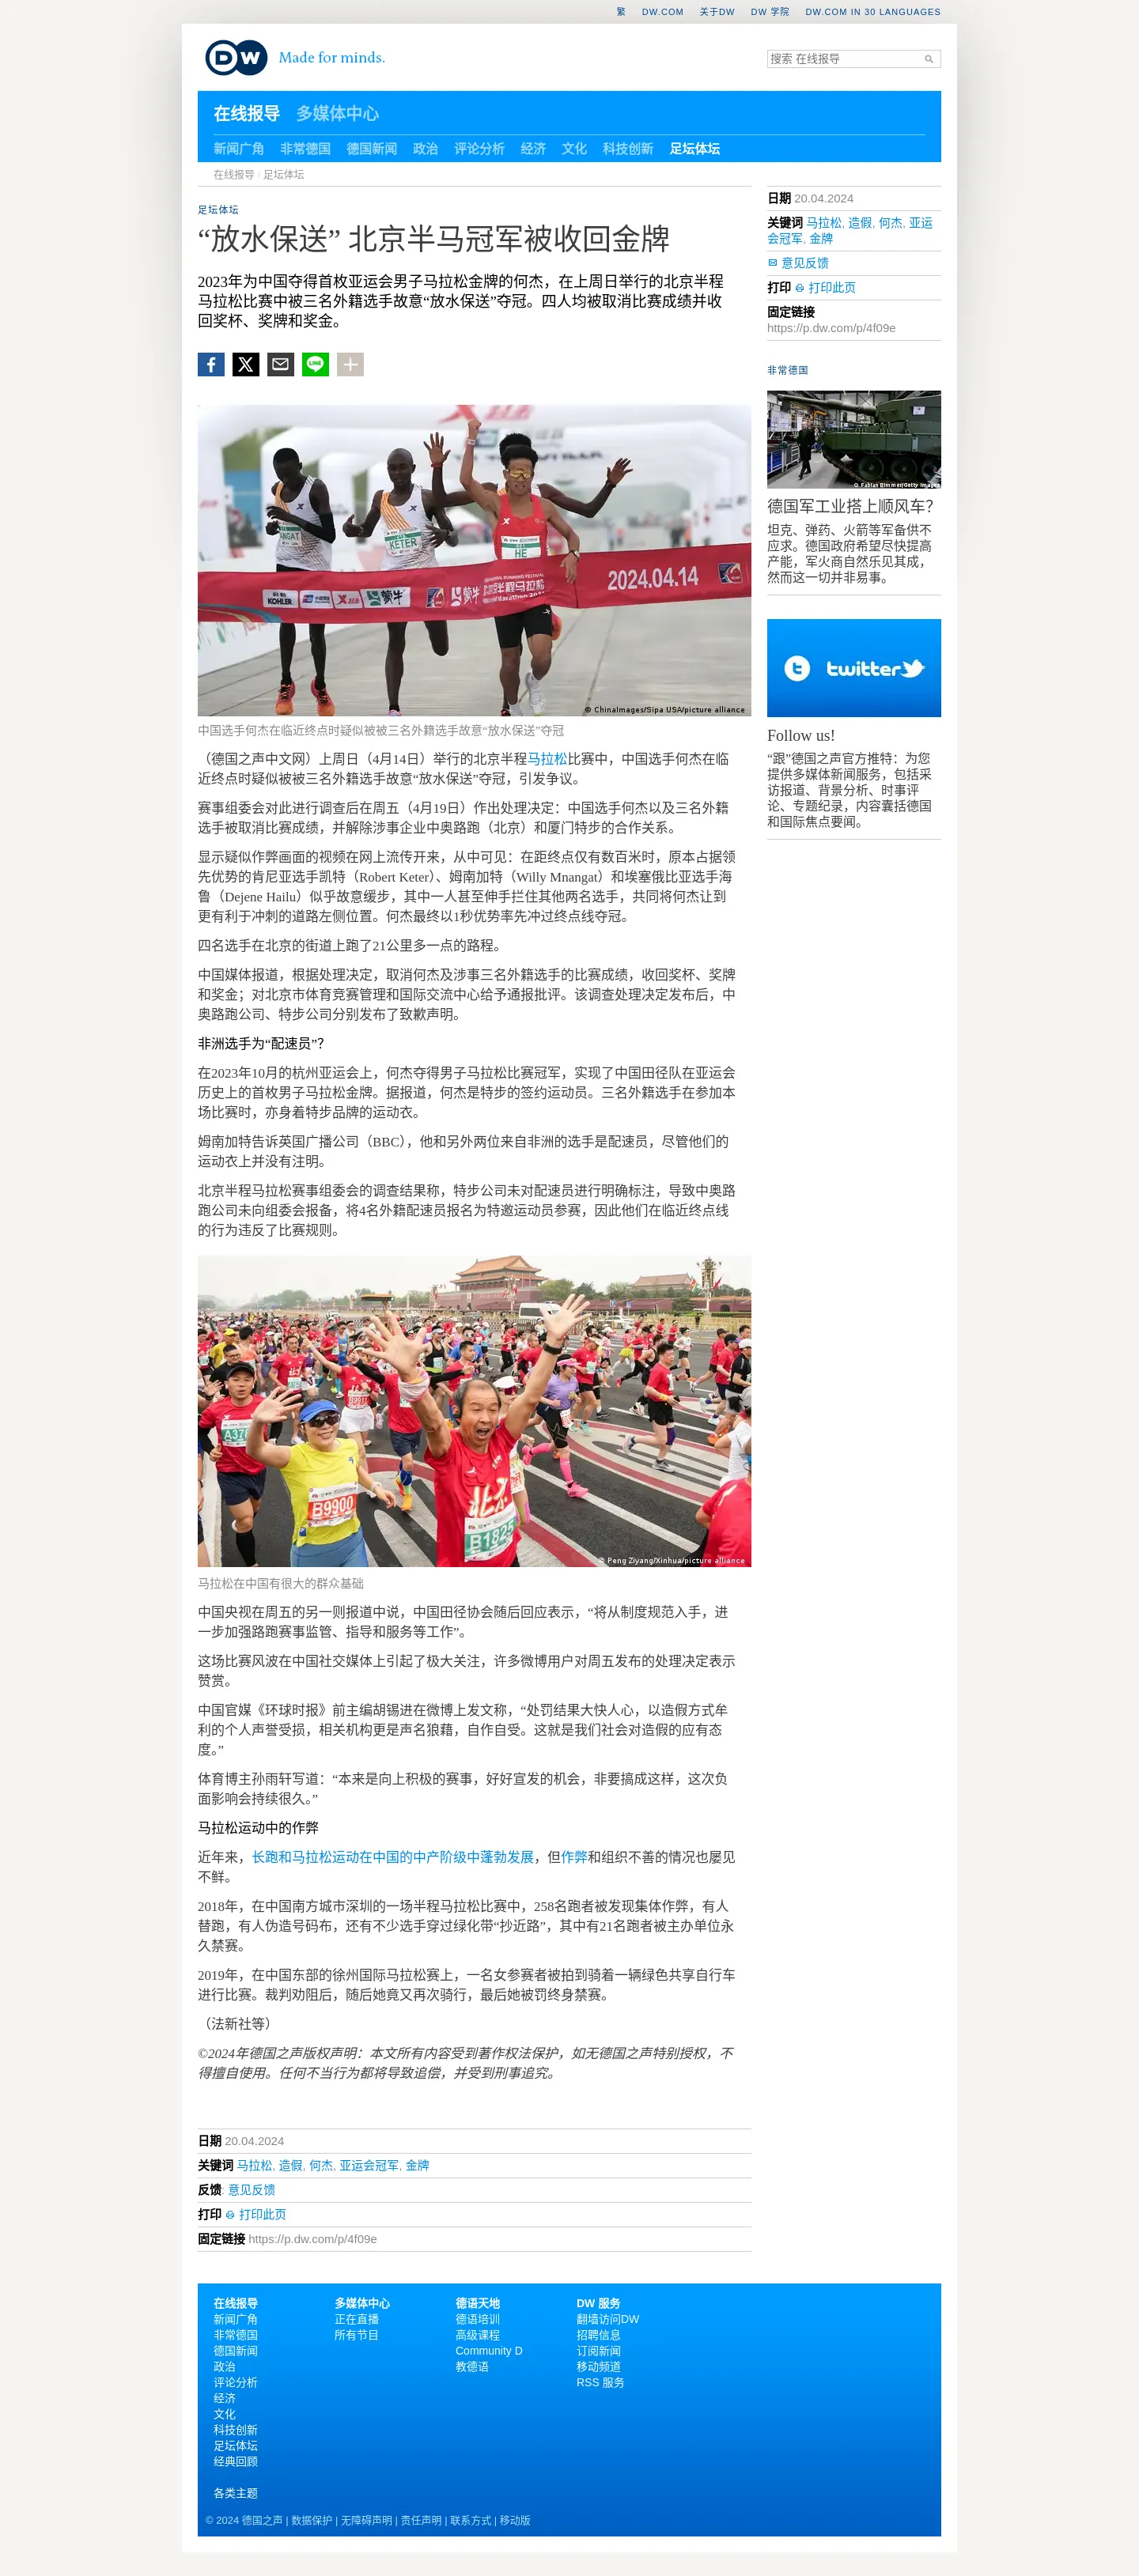 繁 DW.COM 关于DW DW 学院 DW.COM IN 30 LANGUAGES
DW Made for minds.
搜索 在线报导
在线报导 多媒体中心
新闻广角 非常德国 德国新闻 政治 评论分析 经济 文化 科技创新 足坛体坛
在线报导 / 足坛体坛
足坛体坛
“放水保送” 北京半马冠军被收回金牌
2023年为中国夺得首枚亚运会男子马拉松金牌的何杰，在上周日举行的北京半程
马拉松比赛中被三名外籍选手故意“放水保送”夺冠。四人均被取消比赛成绩并收
回奖杯、奖牌和奖金。
LINE
KETER
HE
2024.04.14
KOHLER
蒙牛
© ChinaImages/Sipa USA/picture alliance
中国选手何杰在临近终点时疑似被被三名外籍选手故意“放水保送”夺冠
（德国之声中文网）上周日（4月14日）举行的北京半程马拉松比赛中，中国选手何杰在临
近终点时疑似被被三名外籍选手故意“放水保送”夺冠，引发争议。
赛事组委会对此进行调查后在周五（4月19日）作出处理决定：中国选手何杰以及三名外籍
选手被取消比赛成绩，并解除涉事企业中奥路跑（北京）和厦门特步的合作关系。
显示疑似作弊画面的视频在网上流传开来，从中可见：在距终点仅有数百米时，原本占据领
先优势的肯尼亚选手凯特（Robert Keter）、姆南加特（Willy Mnangat）和埃塞俄比亚选手海
鲁（Dejene Hailu）似乎故意缓步，其中一人甚至伸手拦住其他两名选手，共同将何杰让到
更有利于冲刺的道路左侧位置。何杰最终以1秒优势率先冲过终点线夺冠。
四名选手在北京的街道上跑了21公里多一点的路程。
中国媒体报道，根据处理决定，取消何杰及涉事三名外籍选手的比赛成绩，收回奖杯、奖牌
和奖金；对北京市体育竞赛管理和国际交流中心给予通报批评。该调查处理决定发布后，中
奥路跑公司、特步公司分别发布了致歉声明。
非洲选手为“配速员”？
在2023年10月的杭州亚运会上，何杰夺得男子马拉松比赛冠军，实现了中国田径队在亚运会
历史上的首枚男子马拉松金牌。据报道，何杰是特步的签约运动员。三名外籍选手在参加本
场比赛时，亦身着特步品牌的运动衣。
姆南加特告诉英国广播公司（BBC），他和另外两位来自非洲的选手是配速员，尽管他们的
运动衣上并没有注明。
北京半程马拉松赛事组委会的调查结果称，特步公司未对配速员进行明确标注，导致中奥路
跑公司未向组委会报备，将4名外籍配速员报名为特邀运动员参赛，因此他们在临近终点线
的行为违反了比赛规则。
B9900
北京
B1825
© Peng Ziyang/Xinhua/picture alliance
马拉松在中国有很大的群众基础
中国央视在周五的另一则报道中说，中国田径协会随后回应表示，“将从制度规范入手，进
一步加强路跑赛事监管、指导和服务等工作”。
这场比赛风波在中国社交媒体上引起了极大关注，许多微博用户对周五发布的处理决定表示
赞赏。
中国官媒《环球时报》前主编胡锡进在微博上发文称，“处罚结果大快人心，以造假方式牟
利的个人声誉受损，相关机构更是声名狼藉，自作自受。这就是我们社会对造假的应有态
度。”
体育博主孙雨轩写道：“本来是向上积极的赛事，好好宣发的机会，非要搞成这样，这次负
面影响会持续很久。”
马拉松运动中的作弊
近年来，长跑和马拉松运动在中国的中产阶级中蓬勃发展，但作弊和组织不善的情况也屡见
不鲜。
2018年，在中国南方城市深圳的一场半程马拉松比赛中，258名跑者被发现集体作弊，有人
替跑，有人伪造号码布，还有不少选手穿过绿化带“抄近路”，其中有21名跑者被主办单位永
久禁赛。
2019年，在中国东部的徐州国际马拉松赛上，一名女参赛者被拍到骑着一辆绿色共享自行车
进行比赛。裁判劝阻后，随后她竟又再次骑行，最后她被罚终身禁赛。
（法新社等）
©2024年德国之声版权声明：本文所有内容受到著作权法保护，如无德国之声特别授权，不
得擅自使用。任何不当行为都将导致追偿，并受到刑事追究。
日期 20.04.2024
关键词 马拉松, 造假, 何杰, 亚运会冠军, 金牌
反馈: 意见反馈
打印 打印此页
固定链接 https://p.dw.com/p/4f09e
日期 20.04.2024
关键词 马拉松, 造假, 何杰, 亚运
会冠军, 金牌
意见反馈
打印 打印此页
固定链接
https://p.dw.com/p/4f09e
非常德国
© Fabian Bimmer/Getty Images
德国军工业搭上顺风车？
坦克、弹药、火箭等军备供不
应求。德国政府希望尽快提高
产能，军火商自然乐见其成，
然而这一切并非易事。
twitter
Follow us!
“跟”德国之声官方推特：为您
提供多媒体新闻服务，包括采
访报道、背景分析、时事评
论、专题纪录，内容囊括德国
和国际焦点要闻。
在线报导
新闻广角
非常德国
德国新闻
政治
评论分析
经济
文化
科技创新
足坛体坛
经典回顾
各类主题
多媒体中心
正在直播
所有节目
德语天地
德语培训
高级课程
Community D
教德语
DW 服务
翻墙访问DW
招聘信息
订阅新闻
移动频道
RSS 服务
© 2024 德国之声 | 数据保护 | 无障碍声明 | 责任声明 | 联系方式 | 移动版